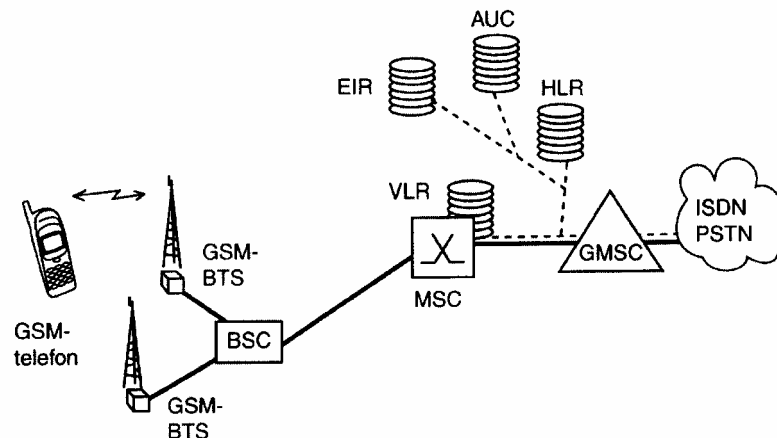 AUC
EIR
HLR
VLR
ISDN
PSTN
GSM-
BTS
GMSC
MSC
GSM-
telefon
BSC
GSM-
BTS